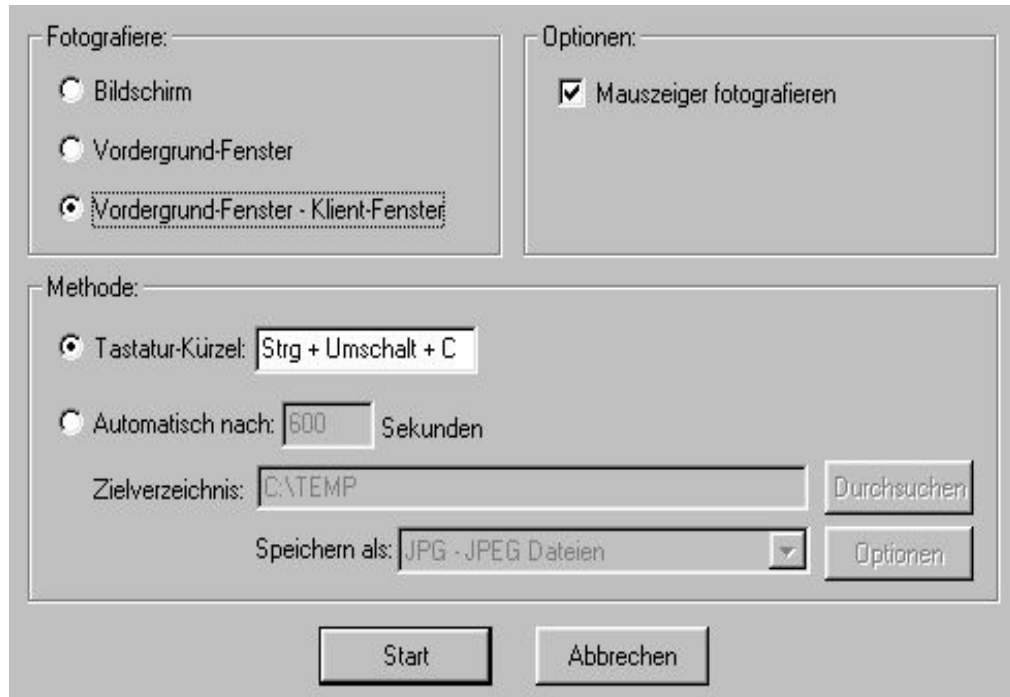 Fotografiere:
Bildschirm
Vordergrund-Fenster
Vordergrund-Fenster - Klient-Fenster
Optionen:
Mauszeiger fotografieren
Methode:
Tastatur-Kürzel: Strg + Umschalt + C
Automatisch nach: 600 Sekunden
Zielverzeichnis: C:\TEMP Durchsuchen
Speichern als: JPG - JPEG Dateien Optionen
Start Abbrechen